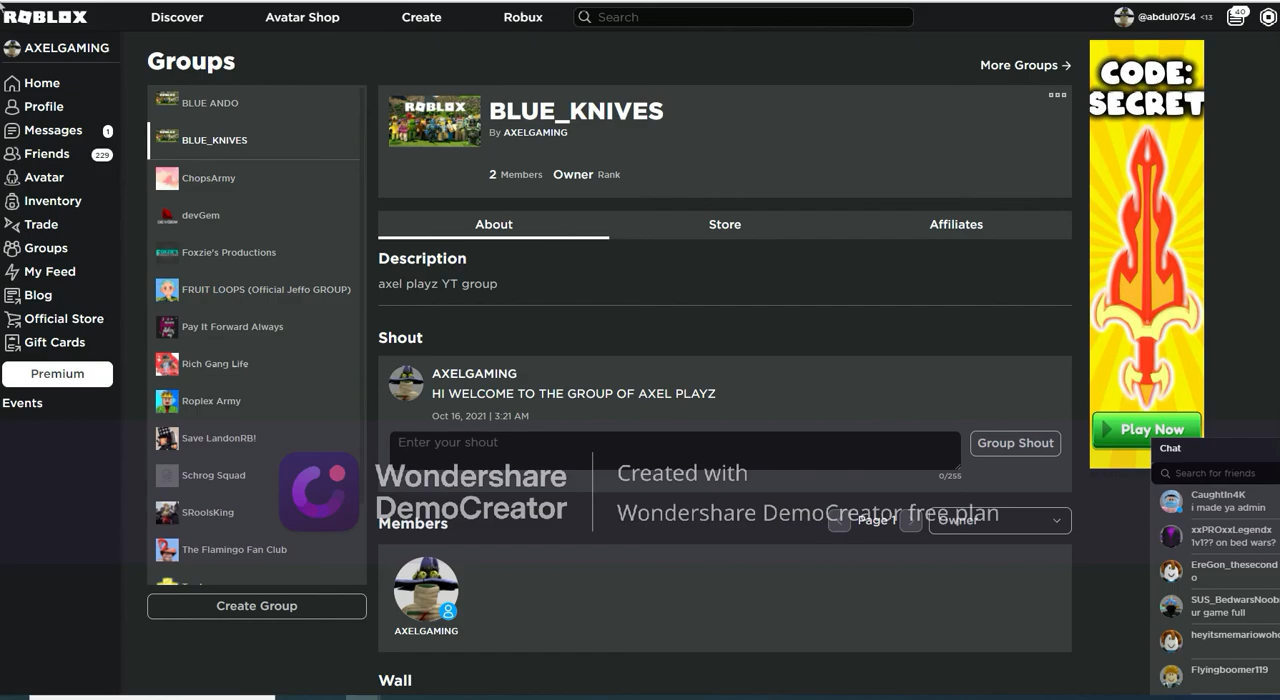 ROBLOX
Discover
Avatar Shop
Create
Robux
Search
@abdul0754 <13
40
AXELGAMING
Home
Profile
Messages 1
Friends 229
Avatar
Inventory
Trade
Groups
My Feed
Blog
Official Store
Gift Cards
Premium
Events
Groups
More Groups →
BLUE ANDO
BLUE_KNIVES
ChopsArmy
devGem
Foxzie's Productions
FRUIT LOOPS (Official Jeffo GROUP)
Pay It Forward Always
Rich Gang Life
Roplex Army
Save LandonRB!
Schrog Squad
SRoolsKing
The Flamingo Fan Club
Create Group
ROBLOX
BLUE_KNIVES
By AXELGAMING
2 Members Owner Rank
About
Store
Affiliates
Description
axel playz YT group
Shout
AXELGAMING
HI WELCOME TO THE GROUP OF AXEL PLAYZ
Oct 16, 2021 | 3:21 AM
Enter your shout
Group Shout
0/255
Wondershare
DemoCreator
Created with
Wondershare DemoCreator free plan
Members
Page 1
Owner
AXELGAMING
Wall
CODE:
SECRET
Play Now
Chat
Search for friends
CaughtIn4K
i made ya admin
xxPROxxLegendx
1v1?? on bed wars?
EreGon_thesecond
o
SUS_BedwarsNoob
ur game full
heyitsmemariowoho
Flyingboomer119